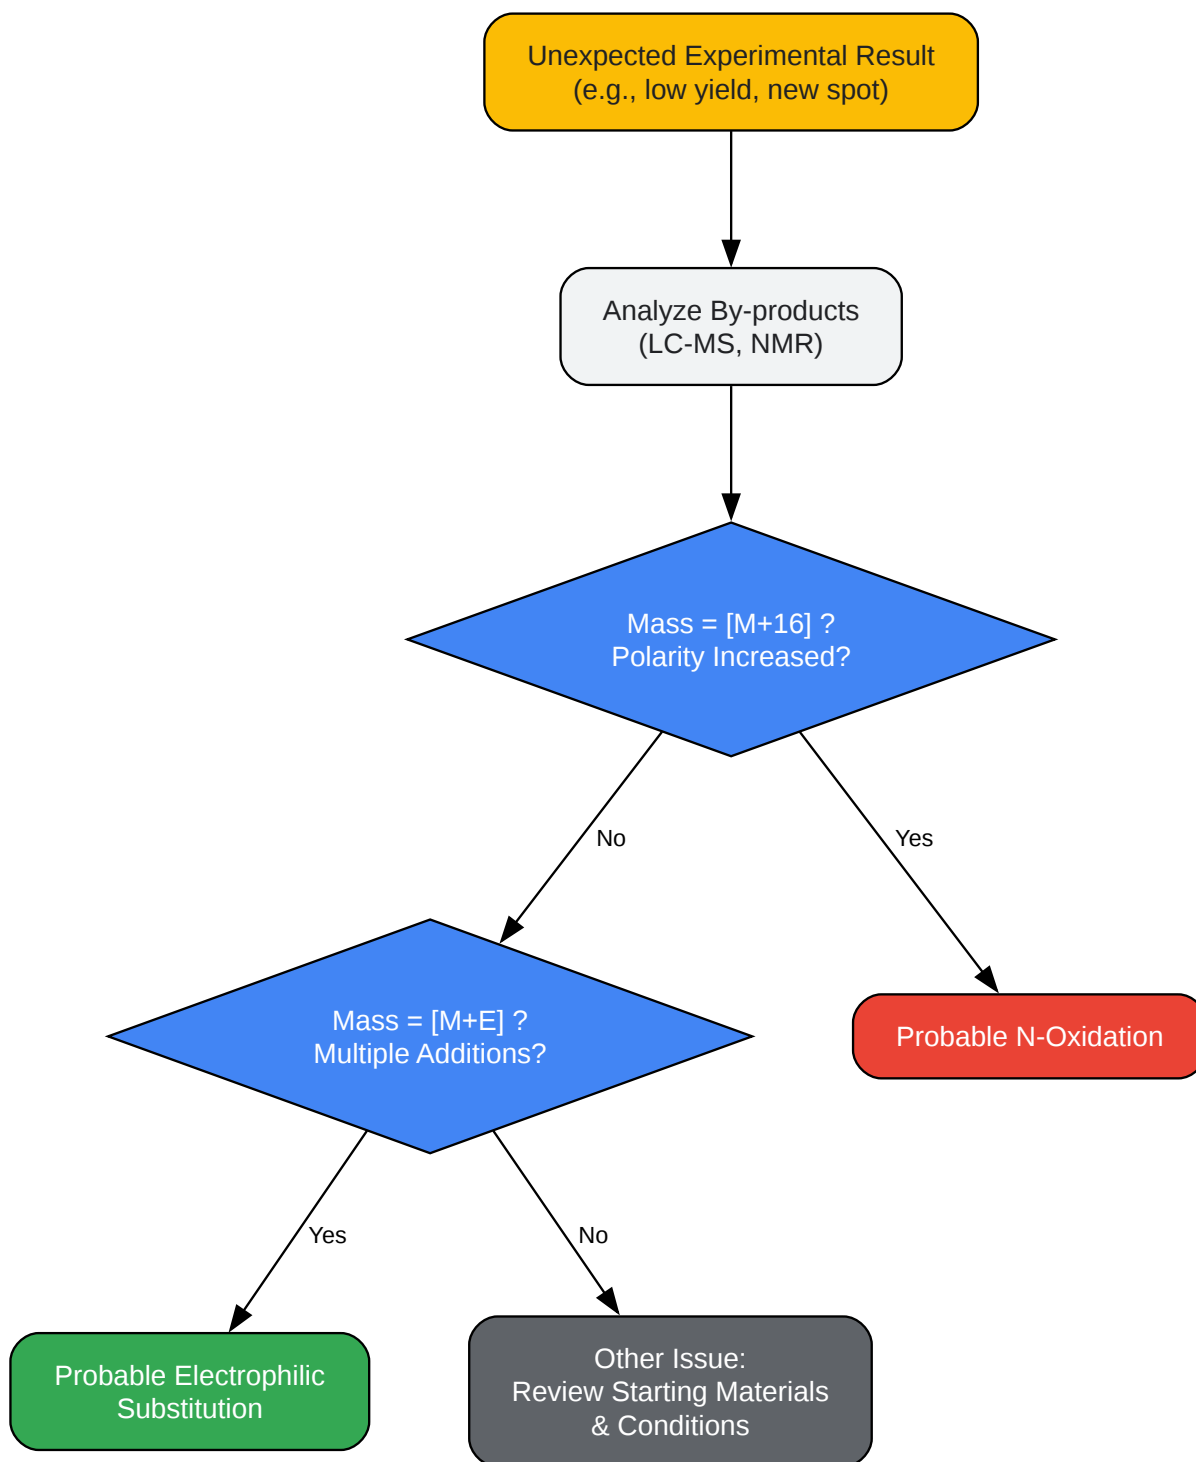 Unexpected Experimental Result
(e.g., low yield, new spot)
Analyze By-products
(LC-MS, NMR)
Mass = [M+16] ?
Polarity Increased?
No
Yes
Mass = [M+E] ?
Multiple Additions?
Probable N-Oxidation
Yes
No
Probable Electrophilic
Substitution
Other Issue:
Review Starting Materials
& Conditions